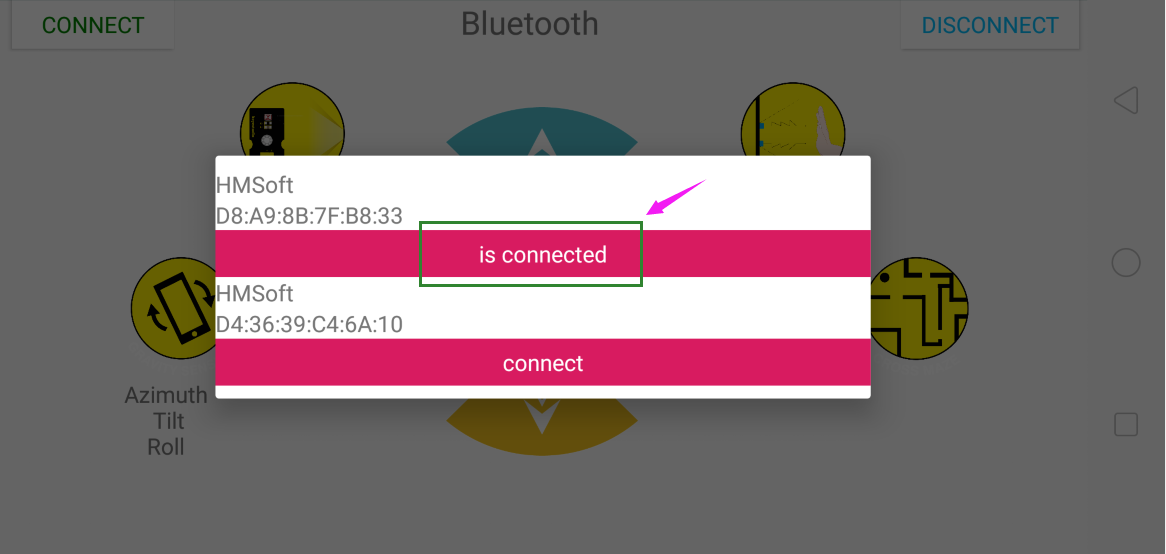 CONNECT
Bluetooth
DISCONNECT
HMSoft
D8:A9:8B:7F:B8:33
is connected
HMSoft
D4:36:39:C4:6A:10
connect
Azimuth
Tilt
Roll